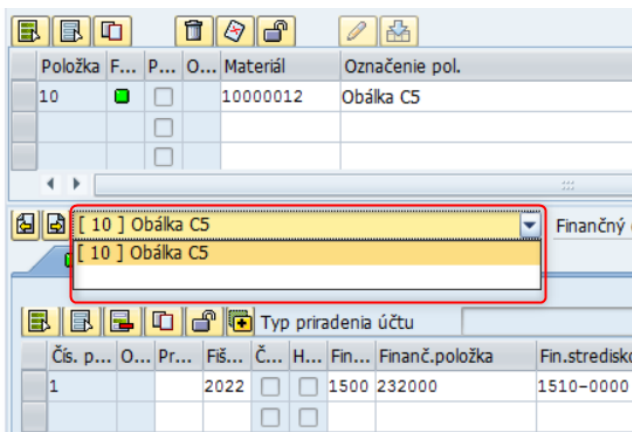 Položka F... P... O... Materiál Označenie pol.
10 10000012 Obálka C5
[ 10 ] Obálka C5 Finančný
[ 10 ] Obálka C5
Typ priradenia účtu
Čís. p... O... Pr... Fiš... Č... H... Fin... Finanč.položka Fin.stredisko
1 2022 1500 232000 1510-0000